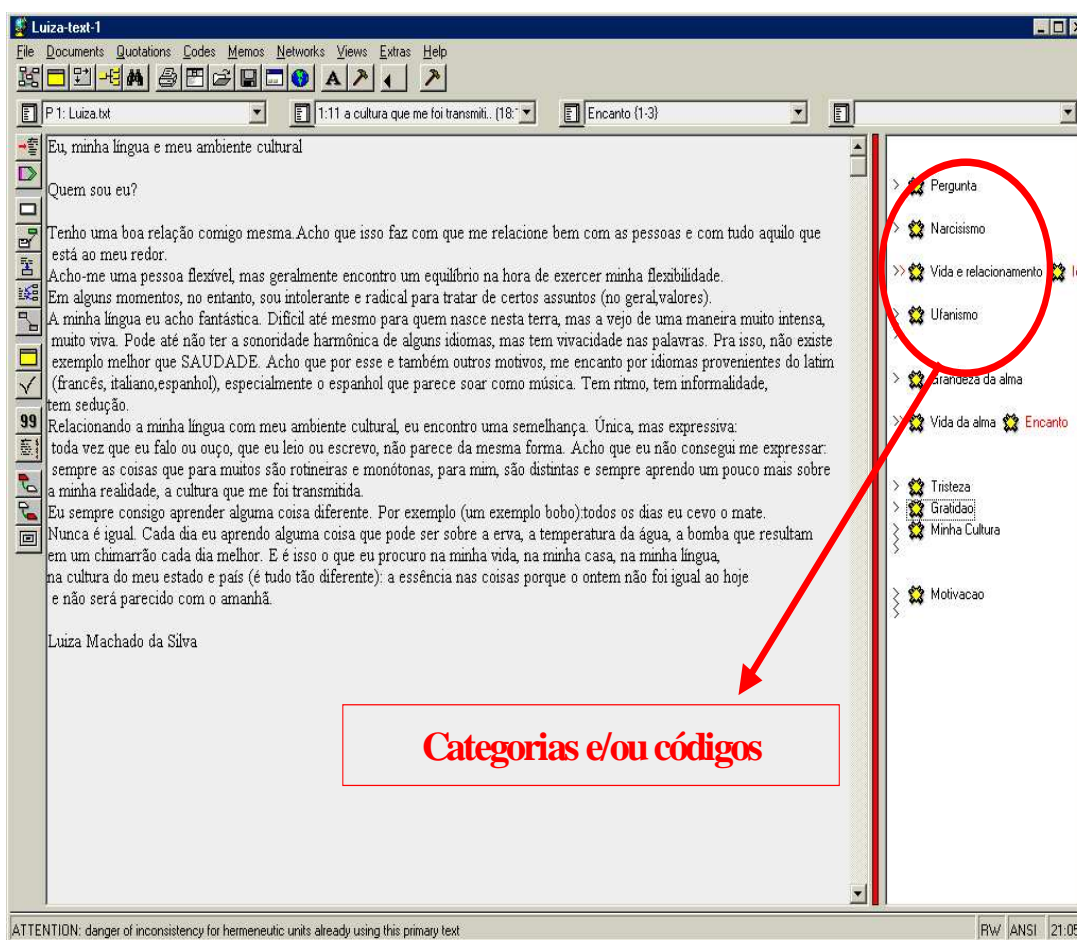 Luiza-text-1
File Documents Quotations Codes Memos Networks Views Extras Help
P 1: Luiza.txt
1:11 a cultura que me foi transmiti.. (18:
Encanto {1-3}
Eu, minha língua e meu ambiente cultural
Quem sou eu?
Tenho uma boa relação comigo mesma.Acho que isso faz com que me relacione bem com as pessoas e com tudo aquilo que
está ao meu redor.
Acho-me uma pessoa flexível, mas geralmente encontro um equilíbrio na hora de exercer minha flexibilidade.
Em alguns momentos, no entanto, sou intolerante e radical para tratar de certos assuntos (no geral,valores).
A minha língua eu acho fantástica. Difícil até mesmo para quem nasce nesta terra, mas a vejo de uma maneira muito intensa,
muito viva. Pode até não ter a sonoridade harmônica de alguns idiomas, mas tem vivacidade nas palavras. Pra isso, não existe
exemplo melhor que SAUDADE. Acho que por esse e também outros motivos, me encanto por idiomas provenientes do latim
(francês, italiano,espanhol), especialmente o espanhol que parece soar como música. Tem ritmo, tem informalidade,
tem sedução.
Relacionando a minha língua com meu ambiente cultural, eu encontro uma semelhança. Única, mas expressiva:
toda vez que eu falo ou ouço, que eu leio ou escrevo, não parece da mesma forma. Acho que eu não consegui me expressar:
sempre as coisas que para muitos são rotineiras e monótonas, para mim, são distintas e sempre aprendo um pouco mais sobre
a minha realidade, a cultura que me foi transmitida.
Eu sempre consigo aprender alguma coisa diferente. Por exemplo (um exemplo bobo):todos os dias eu cevo o mate.
Nunca é igual. Cada dia eu aprendo alguma coisa que pode ser sobre a erva, a temperatura da água, a bomba que resultam
em um chimarrão cada dia melhor. E é isso o que eu procuro na minha vida, na minha casa, na minha língua,
na cultura do meu estado e país (é tudo tão diferente): a essência nas coisas porque o ontem não foi igual ao hoje
e não será parecido com o amanhã.
Luiza Machado da Silva
Pergunta
Narcisismo
Vida e relacionamento
Ufanismo
Grandeza da alma
Vida da alma Encanto
Tristeza
Gratidao
Minha Cultura
Motivacao
Categorias e/ou códigos
ATTENTION: danger of inconsistency for hermeneutic units already using this primary text
RW ANSI 21:05